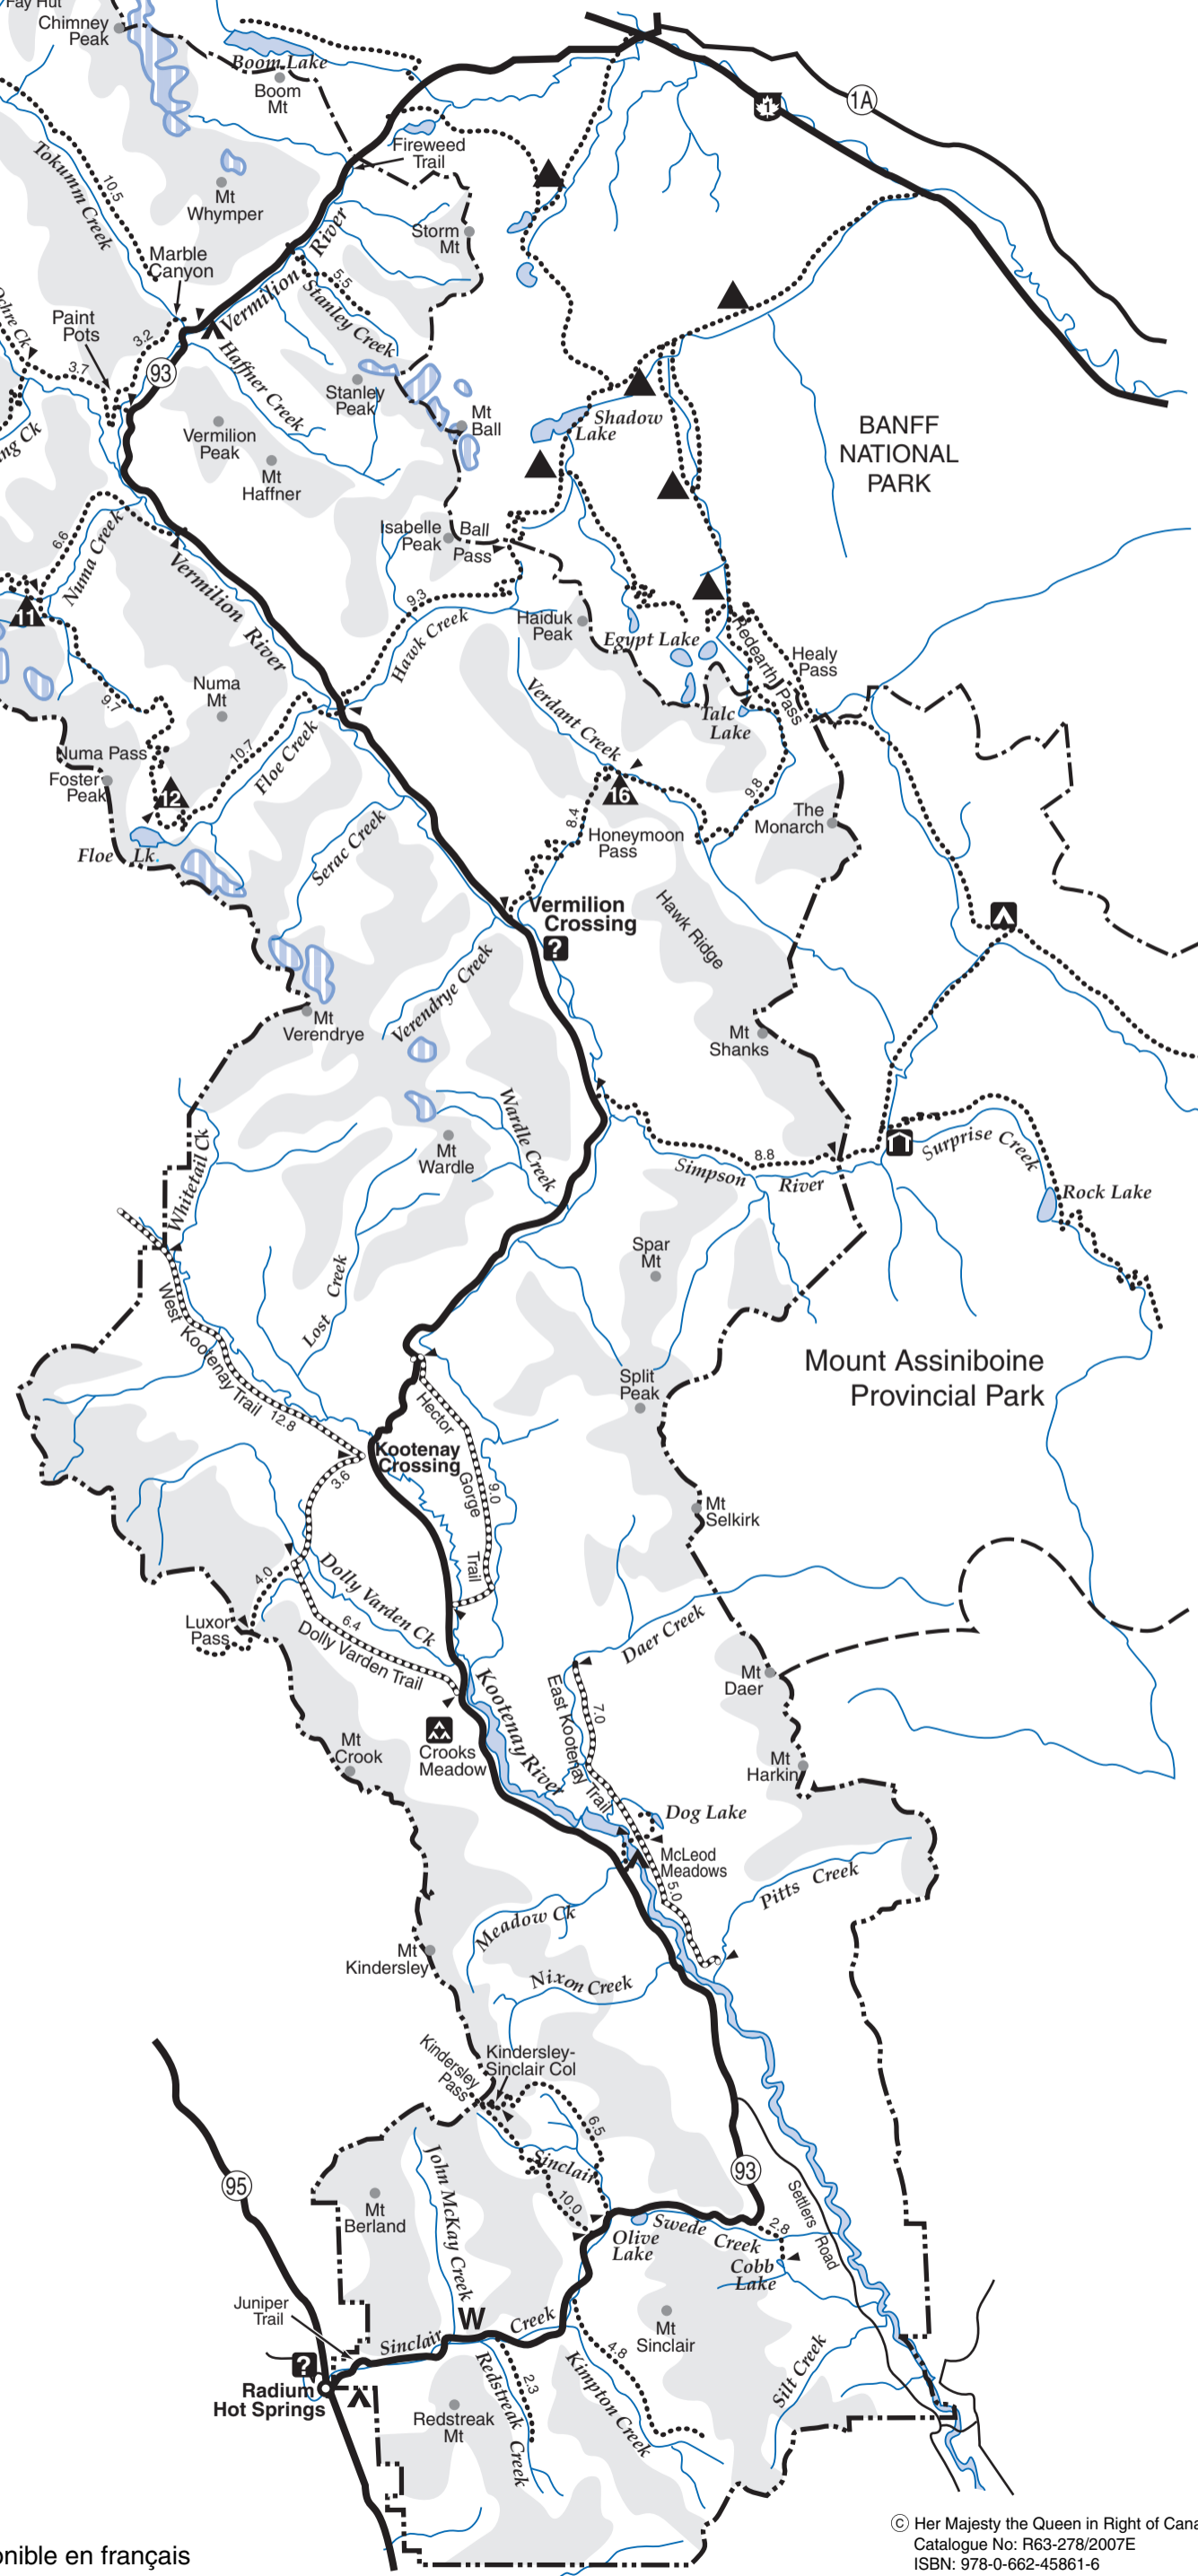 Fay Hut
Chimney
Peak
Boom Lake
Boom
Mt
1
1A
Fireweed
Trail
Tokumm Creek
10.5
Mt
Whymper
Storm
Mt
Vermilion River
Marble
Canyon
5.5
Stanley Creek
Ochre Ck
Paint
Pots
3.2
3.7
93
Haffner Creek
Stanley
Peak
Mt
Ball
Shadow
Lake
Vermilion
Peak
Mt
Haffner
BANFF
NATIONAL
PARK
ng Ck
Isabelle
Peak
Ball
Pass
6.6
Numa Creek
Vermilion River
9.3
Hawk Creek
11
Haiduk
Peak
Egypt Lake
Redearth Pass
Healy
Pass
Numa
Mt
9.7
Verdant Creek
Talc
Lake
Numa Pass
Foster
Peak
10.7
Floe Creek
12
16
9.8
8.4
Honeymoon
Pass
The
Monarch
Floe Lk.
Serac Creek
Vermilion
Crossing
?
Hawk Ridge
Verendrye Creek
Mt
Verendrye
Mt
Shanks
Wardle Creek
Mt
Wardle
Whitetail Ck
8.8
Simpson River
Surprise Creek
Rock Lake
Spar
Mt
Lost Creek
West Kootenay Trail
12.8
Mount Assiniboine
Provincial Park
Split
Peak
Hector Gorge Trail
9.0
Kootenay
Crossing
3.6
Mt
Selkirk
4.0
Dolly Varden Ck
6.4
Dolly Varden Trail
Luxor
Pass
Daer Creek
Mt
Daer
Kootenay River
East Kootenay Trail
7.0
Mt
Crook
Crooks
Meadow
Mt
Harkin
Dog Lake
McLeod
Meadows
5.0
Pitts Creek
Meadow Ck
Mt
Kindersley
Nixon Creek
Kindersley
Pass
Kindersley-
Sinclair Col
6.5
Sinclair
10.0
93
95
John McKay Creek
Mt
Berland
Settlers Road
Olive
Lake
Swede Creek
2.8
Cobb
Lake
Juniper
Trail
W
Sinclair Creek
Mt
Sinclair
4.8
?
Radium
Hot Springs
Redstreak Creek
2.3
Kimpton Creek
Silt Creek
Redstreak
Mt
onible en français
© Her Majesty the Queen in Right of Cana
Catalogue No: R63-278/2007E
ISBN: 978-0-662-45861-6